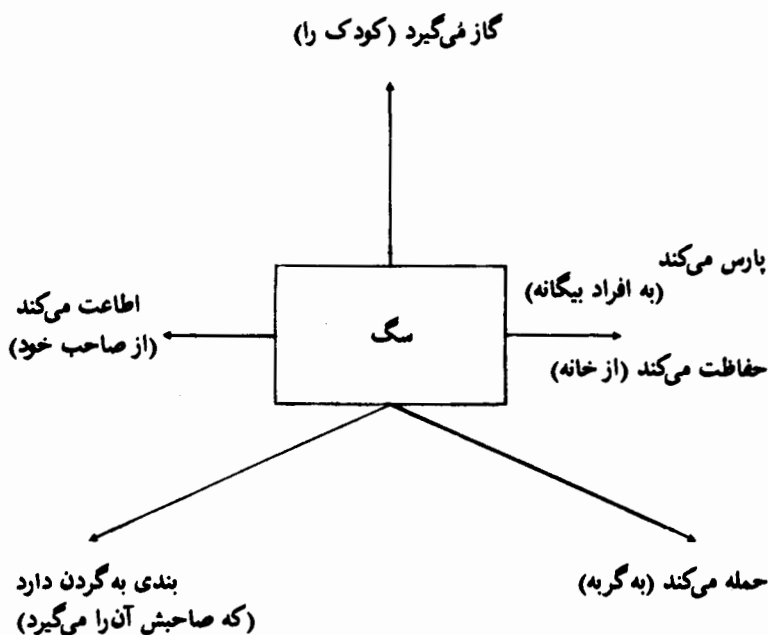 گاز می‌گیرد (کودک را)
پارس می‌کند
(به افراد بیگانه)
حفاظت می‌کند (از خانه)
سگ
اطاعت می‌کند
(از صاحب خود)
حمله می‌کند (به گربه)
بندی به گردن دارد
(که صاحبش آن‌را می‌گیرد)